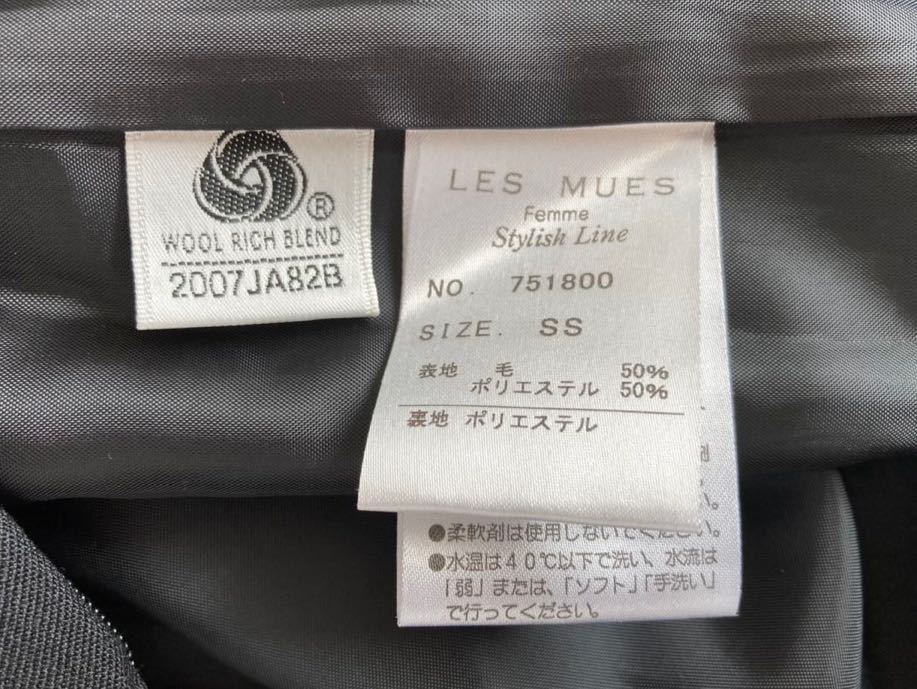 ®
WOOL RICH BLEND
2007JA82B
LES MUES
Femme
Stylish Line
NO. 751800
SIZE. SS
表地 毛 50%
ポリエステル 50%
裏地 ポリエステル
●柔軟剤は使用しないでください。
●水温は40℃以下で洗い、水流は
「弱」または、「ソフト」「手洗い」
で行ってください。